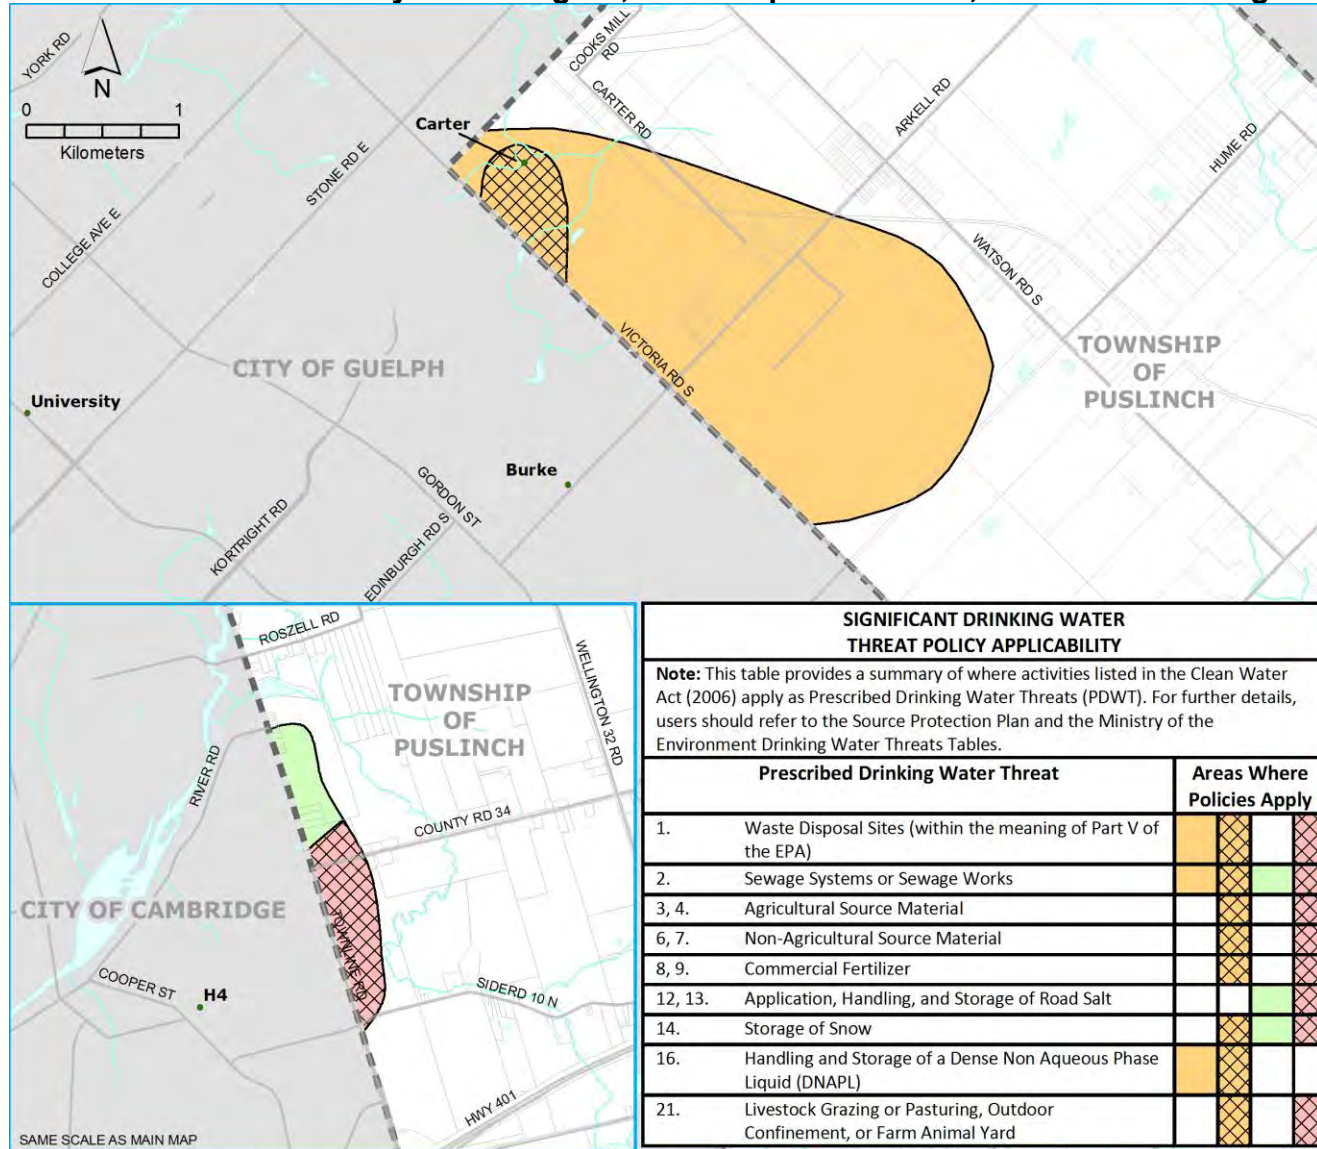 YORK RD
N
0 1
Kilometers
COOKS MILL
RD
CARTER RD
ARKELL RD
HUME RD
Carter
STONE RD E
COLLEGE AVE E
WATSON RD S
VICTORIA RD S
CITY OF GUELPH
TOWNSHIP
OF
PUSLINCH
University
Burke
GORDON ST
KORTRIGHT RD
EDINBURGH RD S
ROSZELL RD
WELLINGTON 32 RD
TOWNSHIP
OF
PUSLINCH
RIVER RD
COUNTY RD 34
CITY OF CAMBRIDGE
TOWNLINE RD
COOPER ST
H4
SIDERD 10 N
HWY 401
SAME SCALE AS MAIN MAP
SIGNIFICANT DRINKING WATER
THREAT POLICY APPLICABILITY
Note: This table provides a summary of where activities listed in the Clean Water
Act (2006) apply as Prescribed Drinking Water Threats (PDWT). For further details,
users should refer to the Source Protection Plan and the Ministry of the
Environment Drinking Water Threats Tables.
Prescribed Drinking Water Threat Areas Where
Policies Apply
1. Waste Disposal Sites (within the meaning of Part V of
the EPA)
2. Sewage Systems or Sewage Works
3, 4. Agricultural Source Material
6, 7. Non-Agricultural Source Material
8, 9. Commercial Fertilizer
12, 13. Application, Handling, and Storage of Road Salt
14. Storage of Snow
16. Handling and Storage of a Dense Non Aqueous Phase
Liquid (DNAPL)
21. Livestock Grazing or Pasturing, Outdoor
Confinement, or Farm Animal Yard